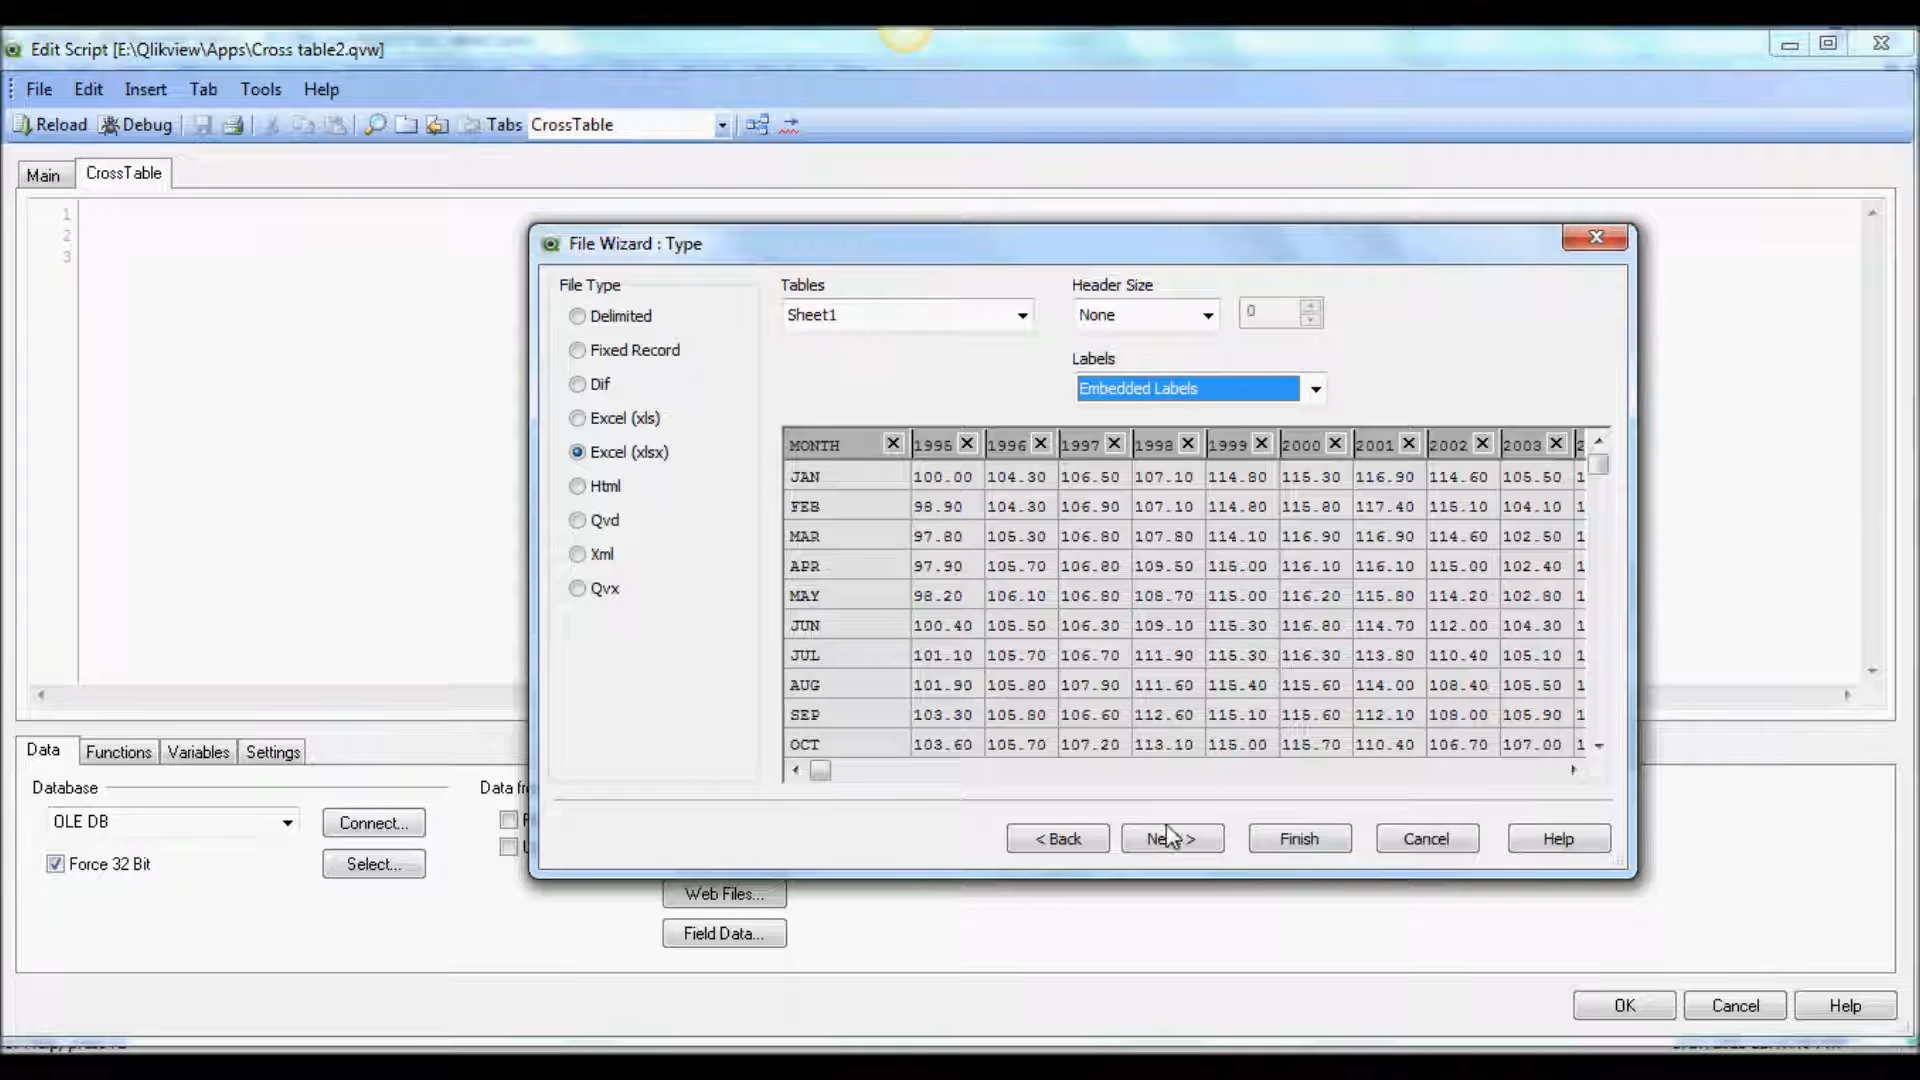 Edit Script [E:\Qlikview\Apps\Cross table2.qvw]
File Edit Insert Tab Tools Help
Reload Debug Tabs CrossTable
Main CrossTable
1
2
3
File Wizard : Type
File Type
Delimited
Fixed Record
Dif
Excel (xls)
Excel (xlsx)
Html
Qvd
Xml
Qvx
Tables
Sheet1
Header Size
None 0
Labels
Embedded Labels
MONTH 1995 1996 1997 1998 1999 2000 2001 2002 2003 2
JAN 100.00 104.30 106.50 107.10 114.80 115.30 116.90 114.60 105.50 1
FEB 98.90 104.30 106.90 107.10 114.80 115.80 117.40 115.10 104.10 1
MAR 97.80 105.30 106.80 107.80 114.10 116.90 116.90 114.60 102.50 1
APR 97.90 105.70 106.80 109.50 115.00 116.10 116.10 115.00 102.40 1
MAY 98.20 106.10 106.80 108.70 115.00 116.20 115.80 114.20 102.80 1
JUN 100.40 105.50 106.30 109.10 115.30 116.80 114.70 112.00 104.30 1
JUL 101.10 105.70 106.70 111.90 115.30 116.30 113.80 110.40 105.10 1
AUG 101.90 105.80 107.90 111.60 115.40 115.60 114.00 108.40 105.50 1
SEP 103.30 105.80 106.60 112.60 115.10 115.60 112.10 108.00 105.90 1
OCT 103.60 105.70 107.20 113.10 115.00 115.70 110.40 106.70 107.00 1
< Back Ne > Finish Cancel Help
Data Functions Variables Settings
Database
OLE DB Connect...
Force 32 Bit Select...
Data
Web Files...
Field Data...
OK Cancel Help